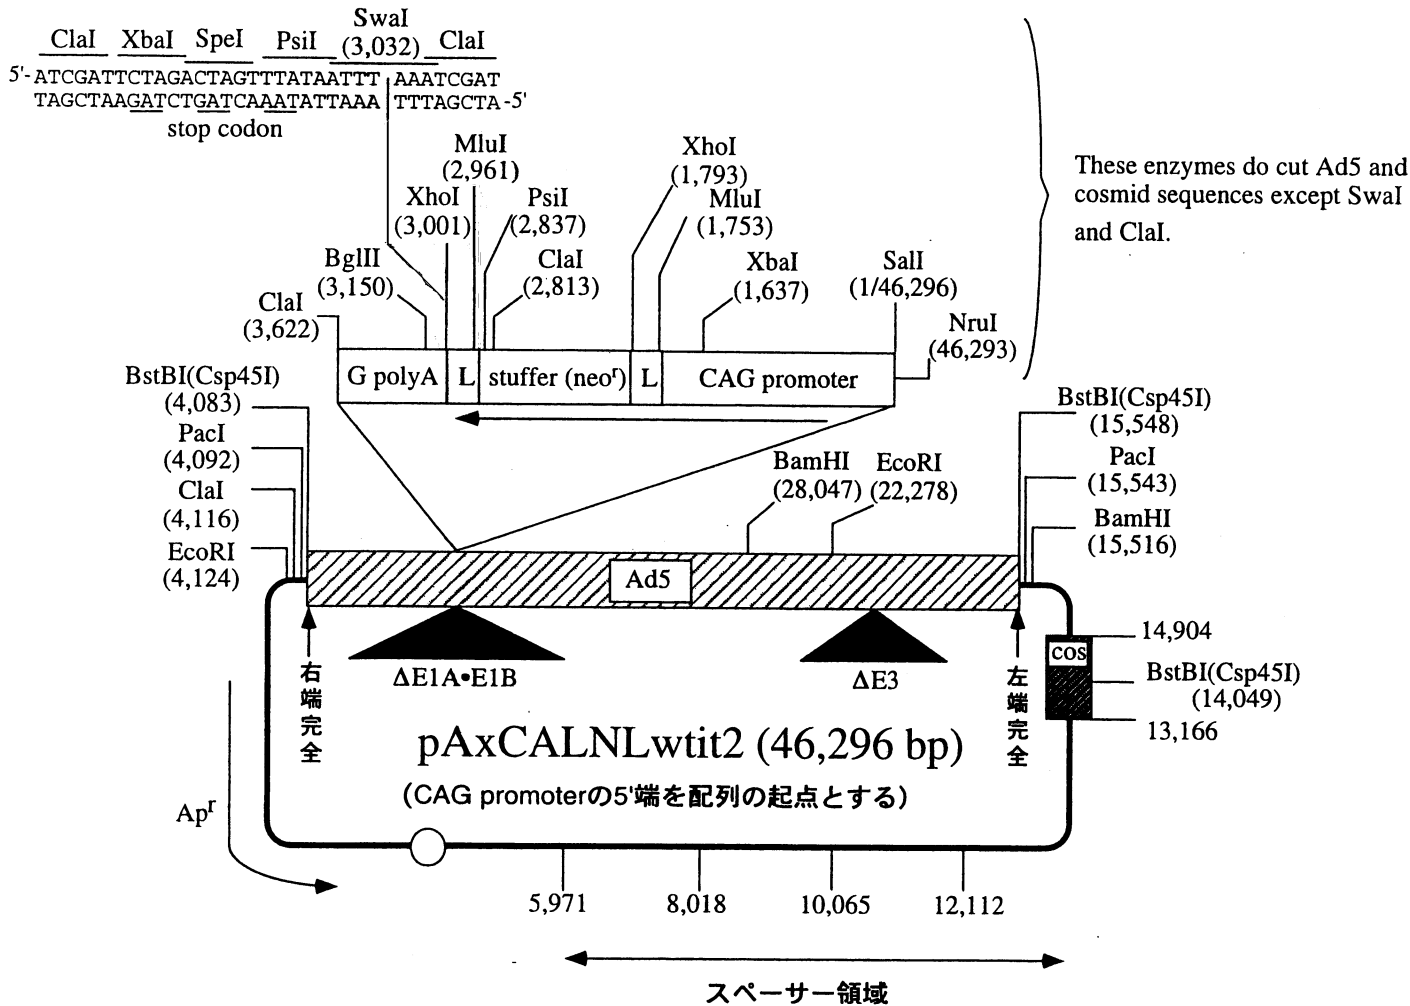 SwaI
(3,032)
ClaI XbaI SpeI PsiI ClaI
5'-ATCGATTCTAGACTAGTTTATAATTT AAATCGAT
TAGCTAAGATCTGATCAAATATTAAA TTTAGCTA-5'
stop codon
MluI
(2,961)
XhoI
(1,793)
XhoI
(3,001)
PsiI
(2,837)
MluI
(1,753)
These enzymes do cut Ad5 and
cosmid sequences except SwaI
and ClaI.
BglII
(3,150)
ClaI
(2,813)
XbaI
(1,637)
SalI
(1/46,296)
ClaI
(3,622)
NruI
(46,293)
G polyA L stuffer (neoʳ) L CAG promoter
BstBI(Csp45I)
(4,083)
BstBI(Csp45I)
(15,548)
PacI
(4,092)
PacI
(15,543)
BamHI
(28,047)
EcoRI
(22,278)
ClaI
(4,116)
BamHI
(15,516)
EcoRI
(4,124)
Ad5
14,904
cos
BstBI(Csp45I)
(14,049)
13,166
右端完全
ΔE1A•E1B
ΔE3
左端完全
pAxCALNLwtit2 (46,296 bp)
(CAG promoterの5'端を配列の起点とする)
Apʳ
5,971 8,018 10,065 12,112
スペーサー領域